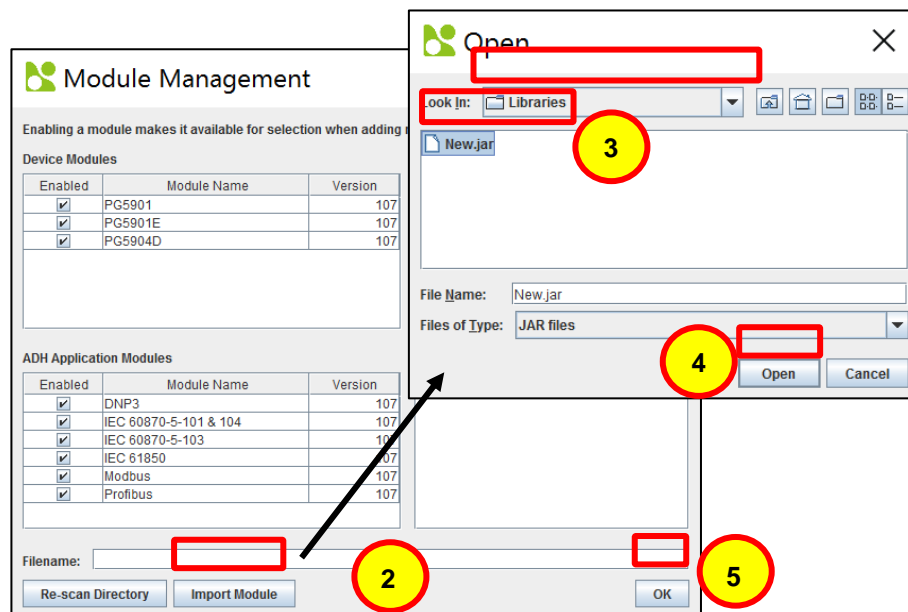 Module Management
Enabling a module makes it available for selection when adding
Device Modules
Enabled Module Name Version
PG5901 107
PG5901E 107
PG5904D 107
ADH Application Modules
Enabled Module Name Version
DNP3 107
IEC 60870-5-101 & 104 107
IEC 60870-5-103 107
IEC 61850 107
Modbus 107
Profibus 107
Filename:
2
5
Re-scan Directory Import Module OK
Open
Look In: Libraries
3
New.jar
File Name: New.jar
Files of Type: JAR files
4
Open Cancel